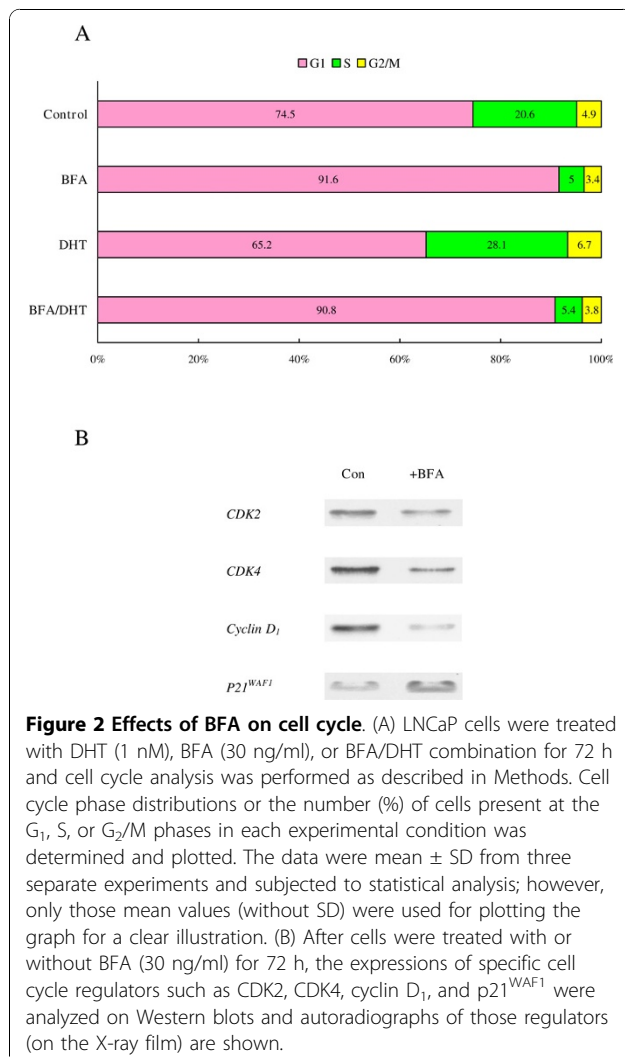 A
G1 S G2/M
Control 74.5 20.6 4.9
BFA 91.6 5 3.4
DHT 65.2 28.1 6.7
BFA/DHT 90.8 5.4 3.8
0% 20% 40% 60% 80% 100%
B
Con +BFA
CDK2
CDK4
Cyclin D₁
P21^WAF1
Figure 2 Effects of BFA on cell cycle. (A) LNCaP cells were treated
with DHT (1 nM), BFA (30 ng/ml), or BFA/DHT combination for 72 h
and cell cycle analysis was performed as described in Methods. Cell
cycle phase distributions or the number (%) of cells present at the
G₁, S, or G₂/M phases in each experimental condition was
determined and plotted. The data were mean ± SD from three
separate experiments and subjected to statistical analysis; however,
only those mean values (without SD) were used for plotting the
graph for a clear illustration. (B) After cells were treated with or
without BFA (30 ng/ml) for 72 h, the expressions of specific cell
cycle regulators such as CDK2, CDK4, cyclin D₁, and p21^WAF1 were
analyzed on Western blots and autoradiographs of those regulators
(on the X-ray film) are shown.